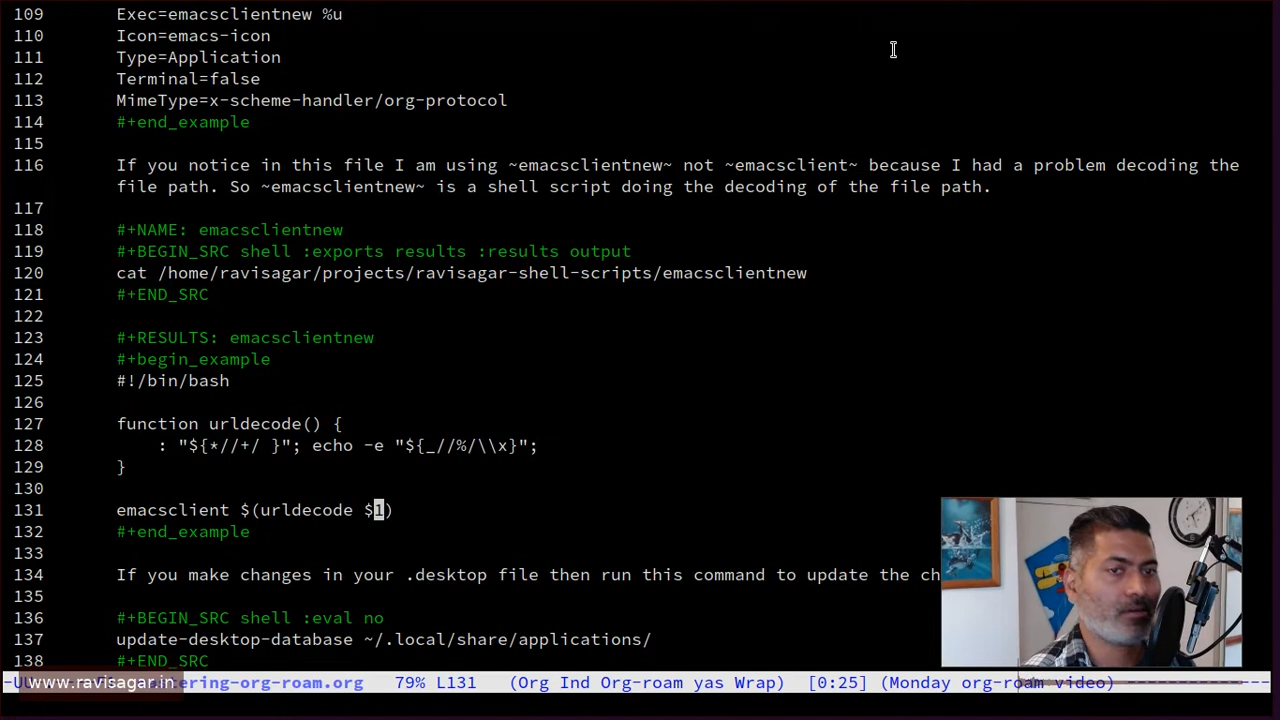 109 Exec=emacsclientnew %u
110 Icon=emacs-icon
111 Type=Application
112 Terminal=false
113 MimeType=x-scheme-handler/org-protocol
114 #+end_example
115
116 If you notice in this file I am using ~emacsclientnew~ not ~emacsclient~ because I had a problem decoding the
file path. So ~emacsclientnew~ is a shell script doing the decoding of the file path.
117
118 #+NAME: emacsclientnew
119 #+BEGIN_SRC shell :exports results :results output
120 cat /home/ravisagar/projects/ravisagar-shell-scripts/emacsclientnew
121 #+END_SRC
122
123 #+RESULTS: emacsclientnew
124 #+begin_example
125 #!/bin/bash
126
127 function urldecode() {
128 : "${*//+/ }"; echo -e "${_//%/\\x}";
129 }
130
131 emacsclient $(urldecode $1)
132 #+end_example
133
134 If you make changes in your .desktop file then run this command to update the ch
135
136 #+BEGIN_SRC shell :eval no
137 update-desktop-database ~/.local/share/applications/
138 #+END_SRC
www.ravisagar.in tering-org-roam.org 79% L131 (Org Ind Org-roam yas Wrap) [0:25] (Monday org-roam video)